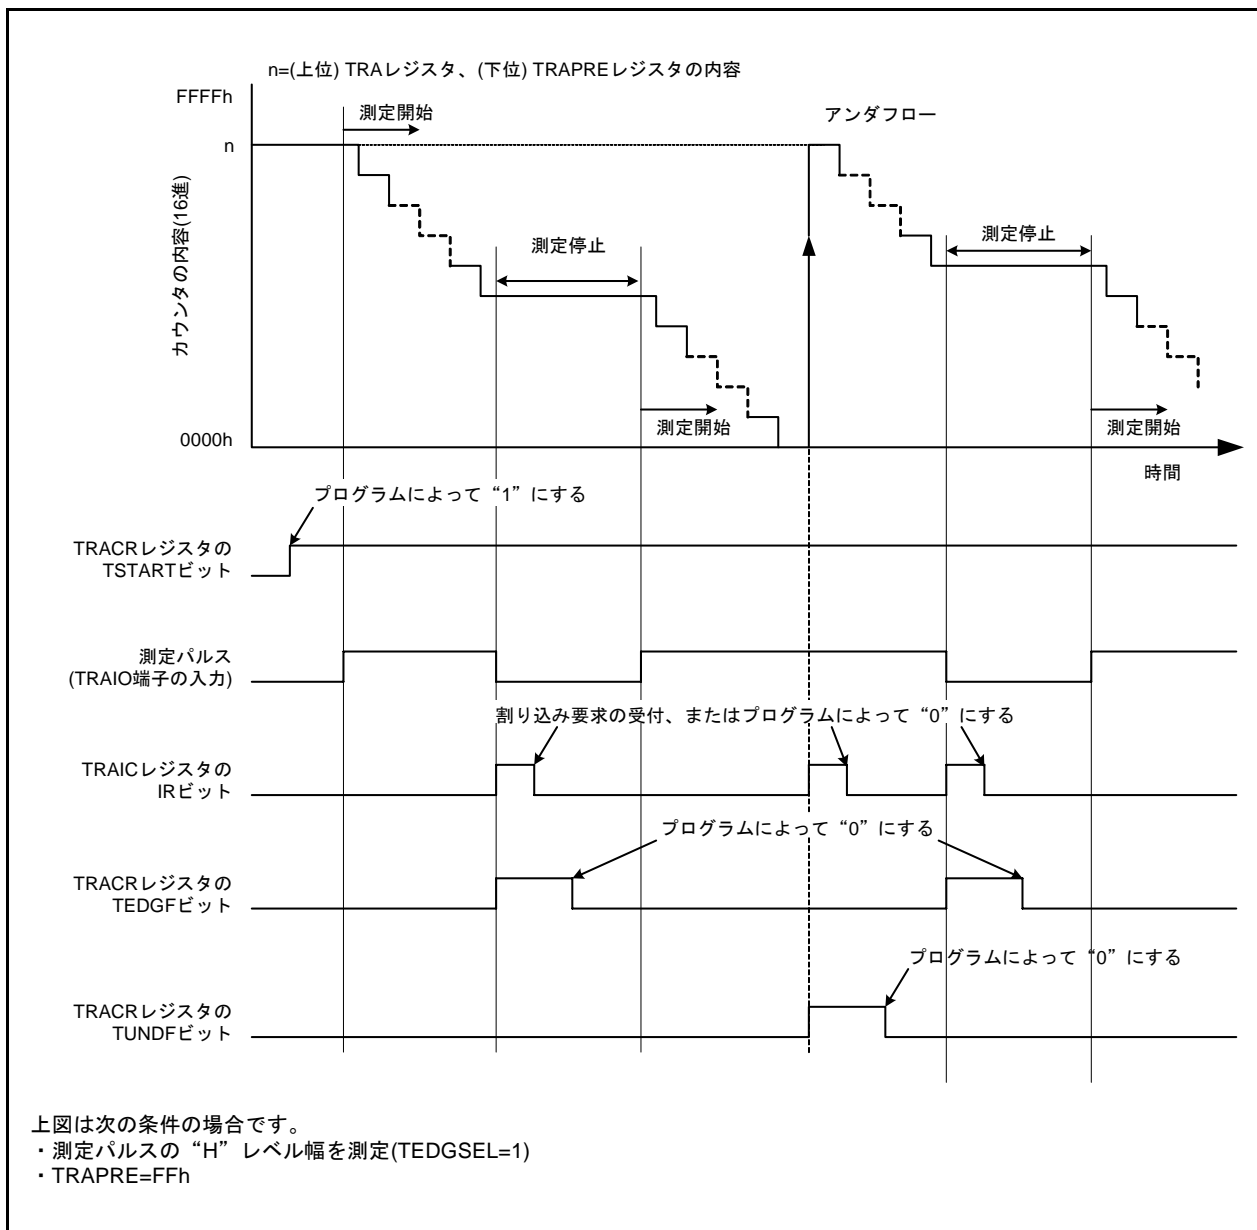 n=(上位) TRAレジスタ、(下位) TRAPREレジスタの内容
FFFFh
測定開始
アンダフロー
n
カウンタの内容(16進)
測定停止
測定停止
測定開始
測定開始
0000h
時間
プログラムによって“1”にする
TRACRレジスタの
TSTARTビット
測定パルス
(TRAIO端子の入力)
割り込み要求の受付、またはプログラムによって“0”にする
TRAICレジスタの
IRビット
プログラムによって“0”にする
TRACRレジスタの
TEDGFビット
プログラムによって“0”にする
TRACRレジスタの
TUNDFビット
上図は次の条件の場合です。
・測定パルスの“H”レベル幅を測定(TEDGSEL=1)
・TRAPRE=FFh